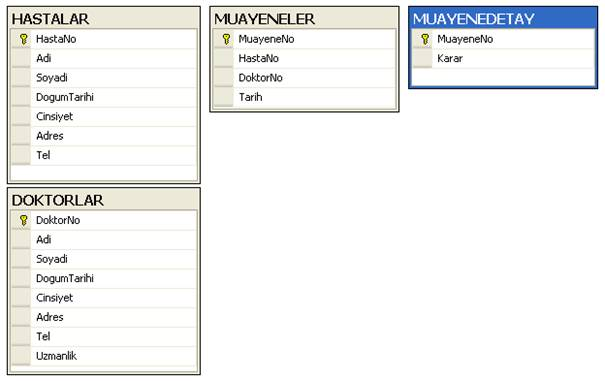 HASTALAR
HastaNo
Adi
Soyadi
DogumTarihi
Cinsiyet
Adres
Tel
MUAYENELER
MuayeneNo
HastaNo
DoktorNo
Tarih
MUAYENEDETAY
MuayeneNo
Karar
DOKTORLAR
DoktorNo
Adi
Soyadi
DogumTarihi
Cinsiyet
Adres
Tel
Uzmanlik